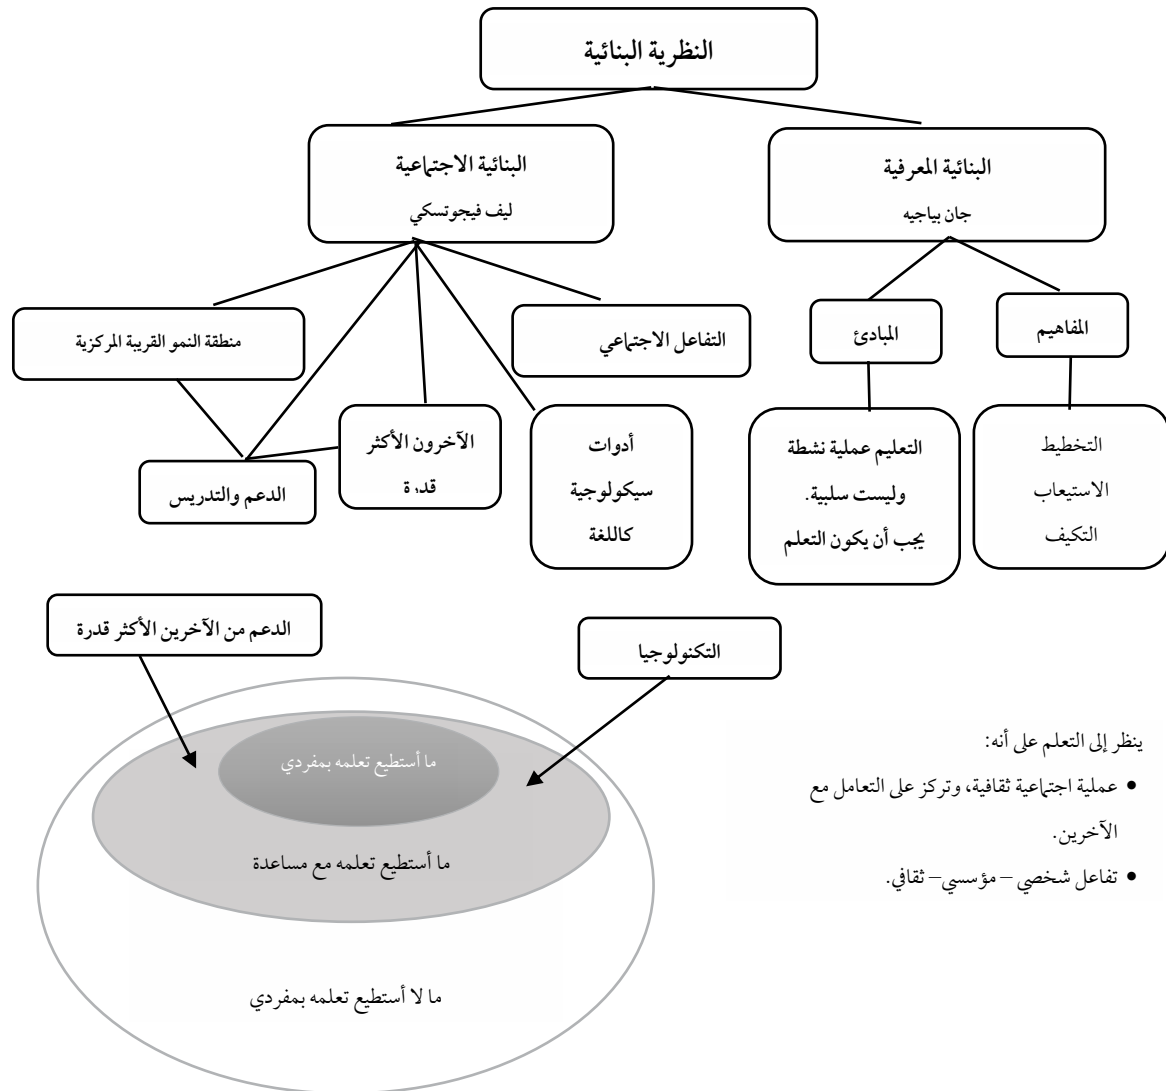 النظرية البنائية
البنائية المعرفية
جان بياجيه
البنائية الاجتماعية
ليف فيجوتسكي
المفاهيم
المبادئ
التفاعل الاجتماعي
منطقة النمو القريبة المركزية
التخطيط
الاستيعاب
التكيف
التعليم عملية نشطة
وليست سلبية.
يجب أن يكون التعلم
أدوات
سيكولوجية
كاللغة
الآخرون الأكثر
قدرة
الدعم والتدريس
التكنولوجيا
الدعم من الآخرين الأكثر قدرة
ينظر إلى التعلم على أنه:
• عملية اجتماعية ثقافية، وتركز على التعامل مع
الآخرين.
• تفاعل شخصي – مؤسسي– ثقافي.
ما أستطيع تعلمه بمفردي
ما أستطيع تعلمه مع مساعدة
ما لا أستطيع تعلمه بمفردي